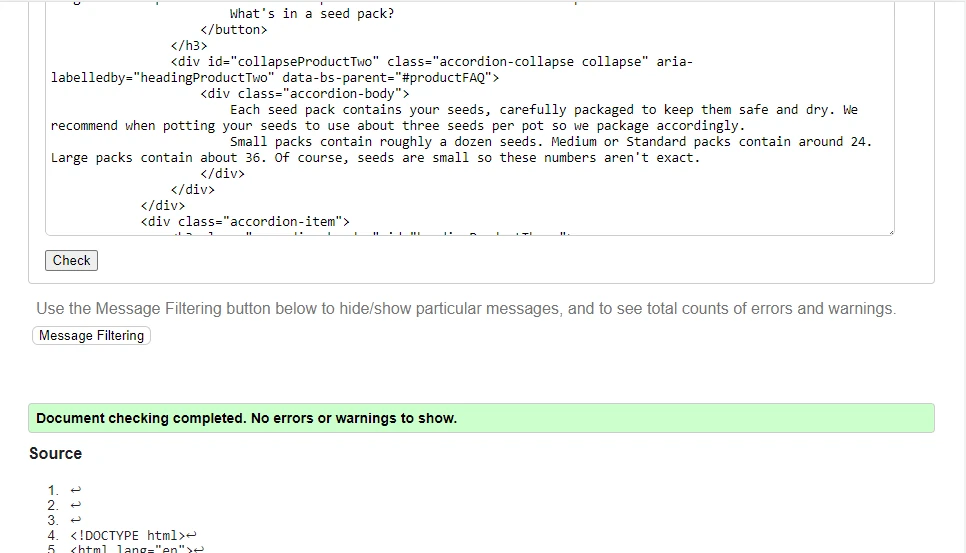 What's in a seed pack?
</button>
</h3>
<div id="collapseProductTwo" class="accordion-collapse collapse" aria-
labelledby="headingProductTwo" data-bs-parent="#productFAQ">
<div class="accordion-body">
Each seed pack contains your seeds, carefully packaged to keep them safe and dry. We
recommend when potting your seeds to use about three seeds per pot so we package accordingly.
Small packs contain roughly a dozen seeds. Medium or Standard packs contain around 24.
Large packs contain about 36. Of course, seeds are small so these numbers aren't exact.
</div>
</div>
</div>
<div class="accordion-item">
Check
Use the Message Filtering button below to hide/show particular messages, and to see total counts of errors and warnings.
Message Filtering
Document checking completed. No errors or warnings to show.
Source
1. ↩
2. ↩
3. ↩
4. <!DOCTYPE html>↩
5. <html lang="en">↩